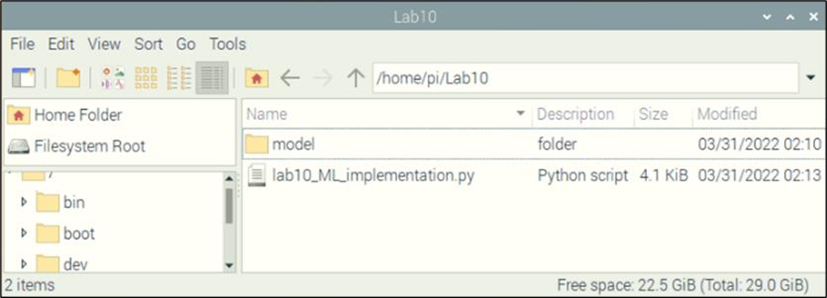 Lab10
File Edit View Sort Go Tools
/home/pi/Lab10
Home Folder
Filesystem Root
/
bin
boot
dev
Name Description Size Modified
model folder 03/31/2022 02:10
lab10_ML_implementation.py Python script 4.1 KiB 03/31/2022 02:13
2 items
Free space: 22.5 GiB (Total: 29.0 GiB)